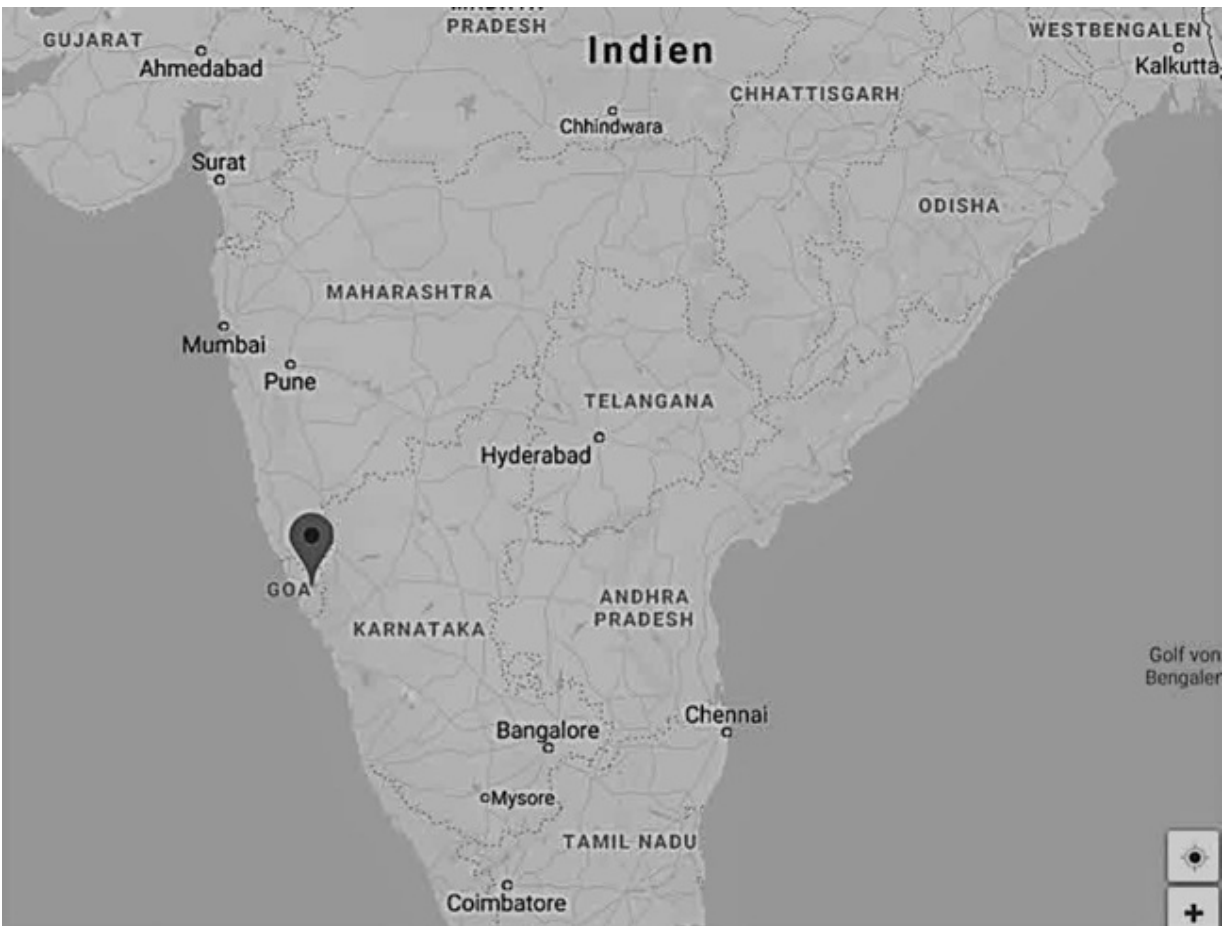 PRADESH
Indien
WESTBENGALEN
GUJARAT
Ahmedabad
Kalkutta
CHHATTISGARH
Chhindwara
Surat
ODISHA
MAHARASHTRA
Mumbai
Pune
TELANGANA
Hyderabad
GOA
ANDHRA
PRADESH
KARNATAKA
Golf von
Bengalen
Chennai
Bangalore
Mysore
TAMIL NADU
Coimbatore